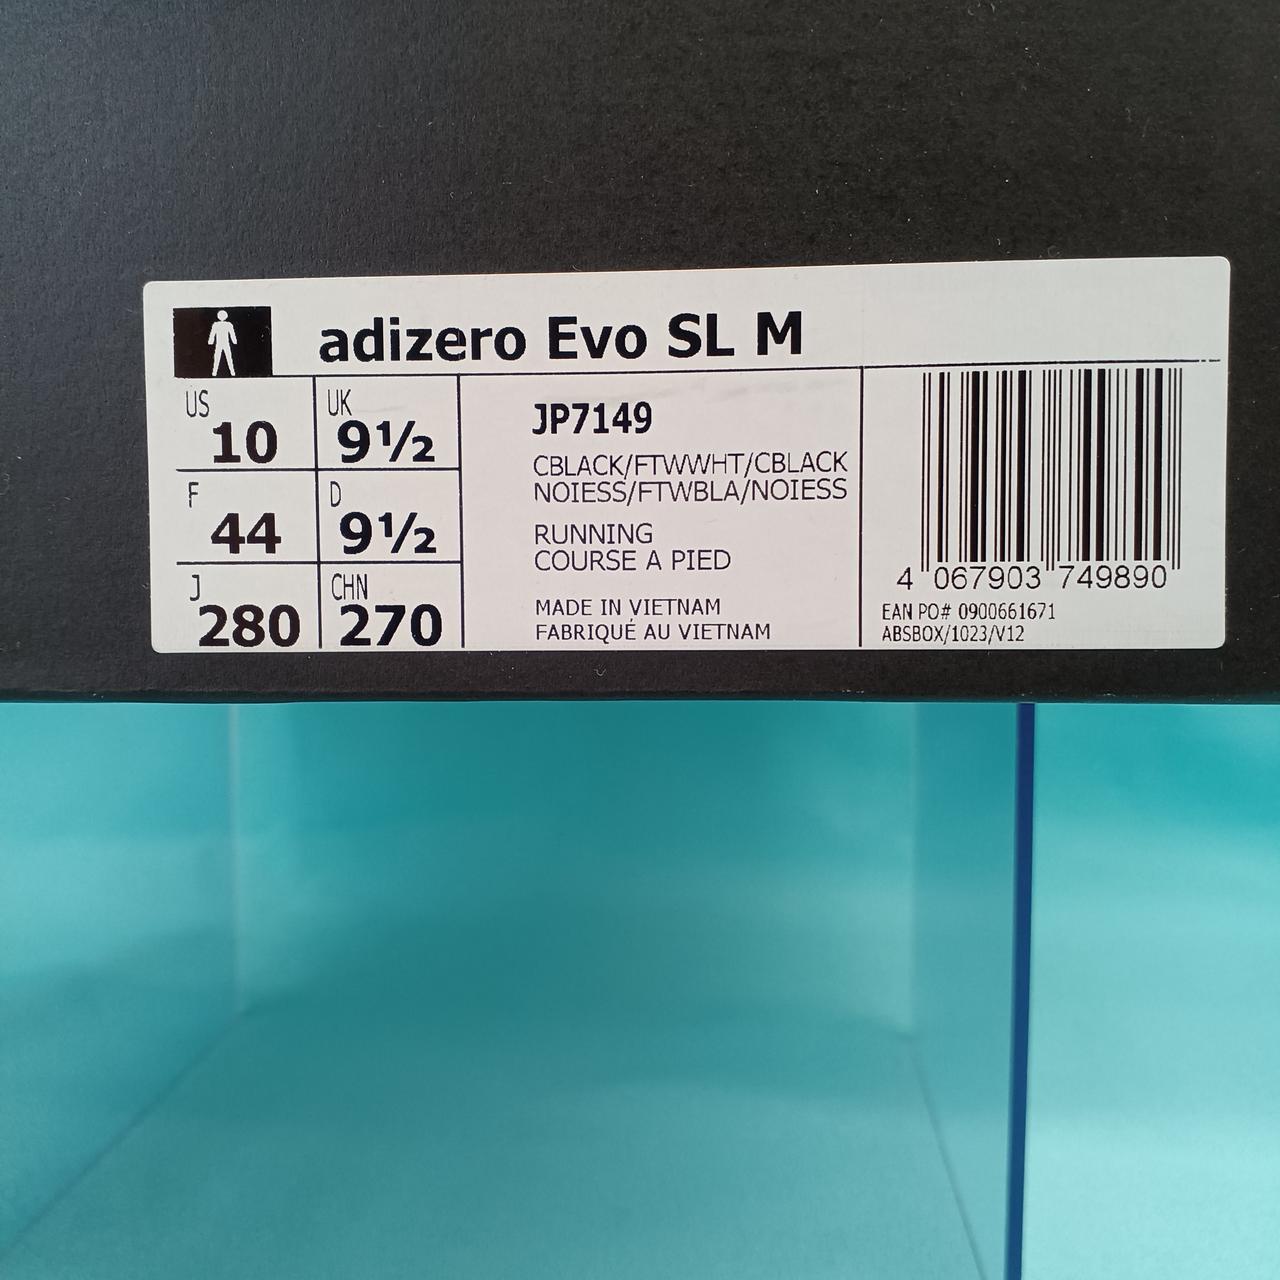 adizero Evo SL M
US 10
UK 9½
F 44
D 9½
J 280
CHN 270
JP7149
CBLACK/FTWWHT/CBLACK
NOIESS/FTWBLA/NOIESS
RUNNING
COURSE A PIED
MADE IN VIETNAM
FABRIQUÉ AU VIETNAM
4 067903 749890
EAN PO# 0900661671
ABSBOX/1023/V12